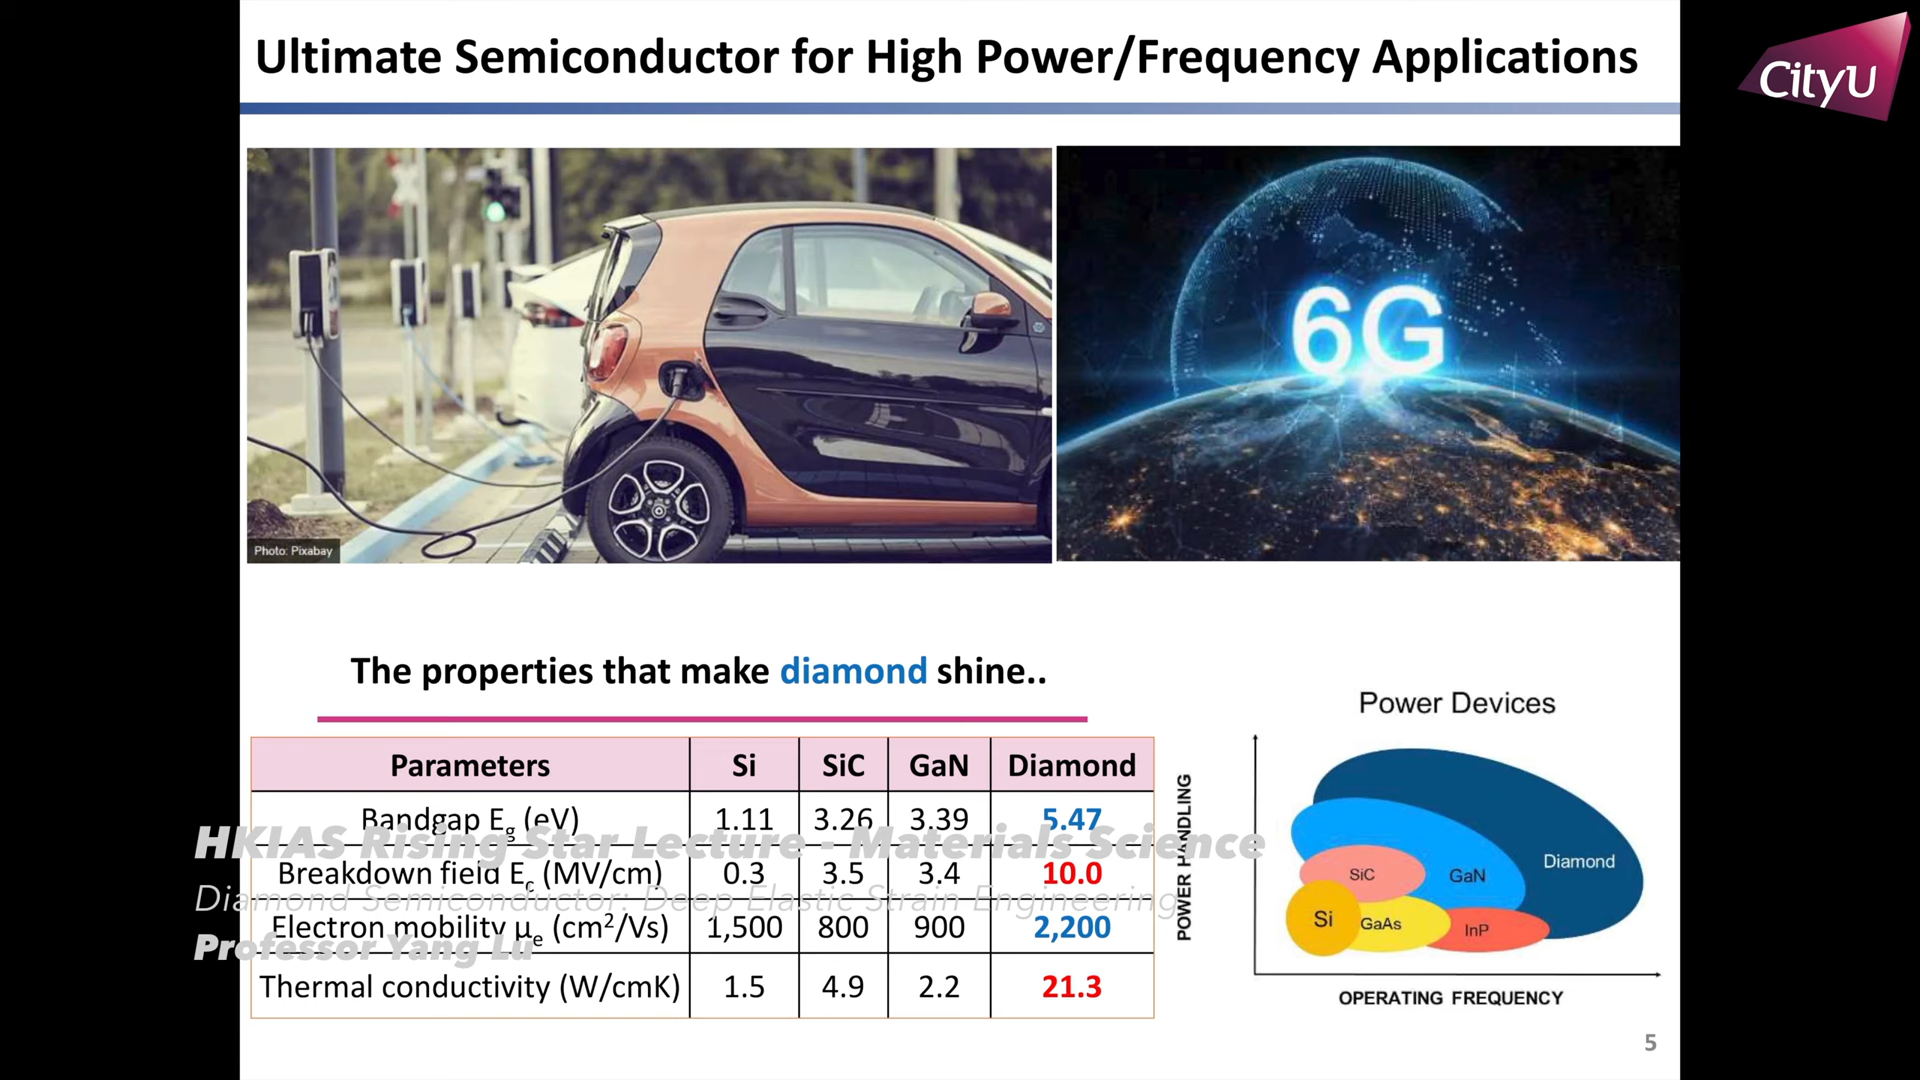 Ultimate Semiconductor for High Power/Frequency Applications
CityU
6G
Photo: Pixabay
The properties that make diamond shine..
Parameters Si SiC GaN Diamond
Bandgap Eg (eV) 1.11 3.26 3.39 5.47
Breakdown field Ec (MV/cm) 0.3 3.5 3.4 10.0
Electron mobility μe (cm²/Vs) 1,500 800 900 2,200
Thermal conductivity (W/cmK) 1.5 4.9 2.2 21.3
HKIAS Rising Star Lecture - Materials Science
Diamond Semiconductor: Deep Elastic Strain Engineering
Professor Yang Lu
Power Devices
POWER HANDLING
Diamond
SiC
GaN
Si
GaAs
InP
OPERATING FREQUENCY
5